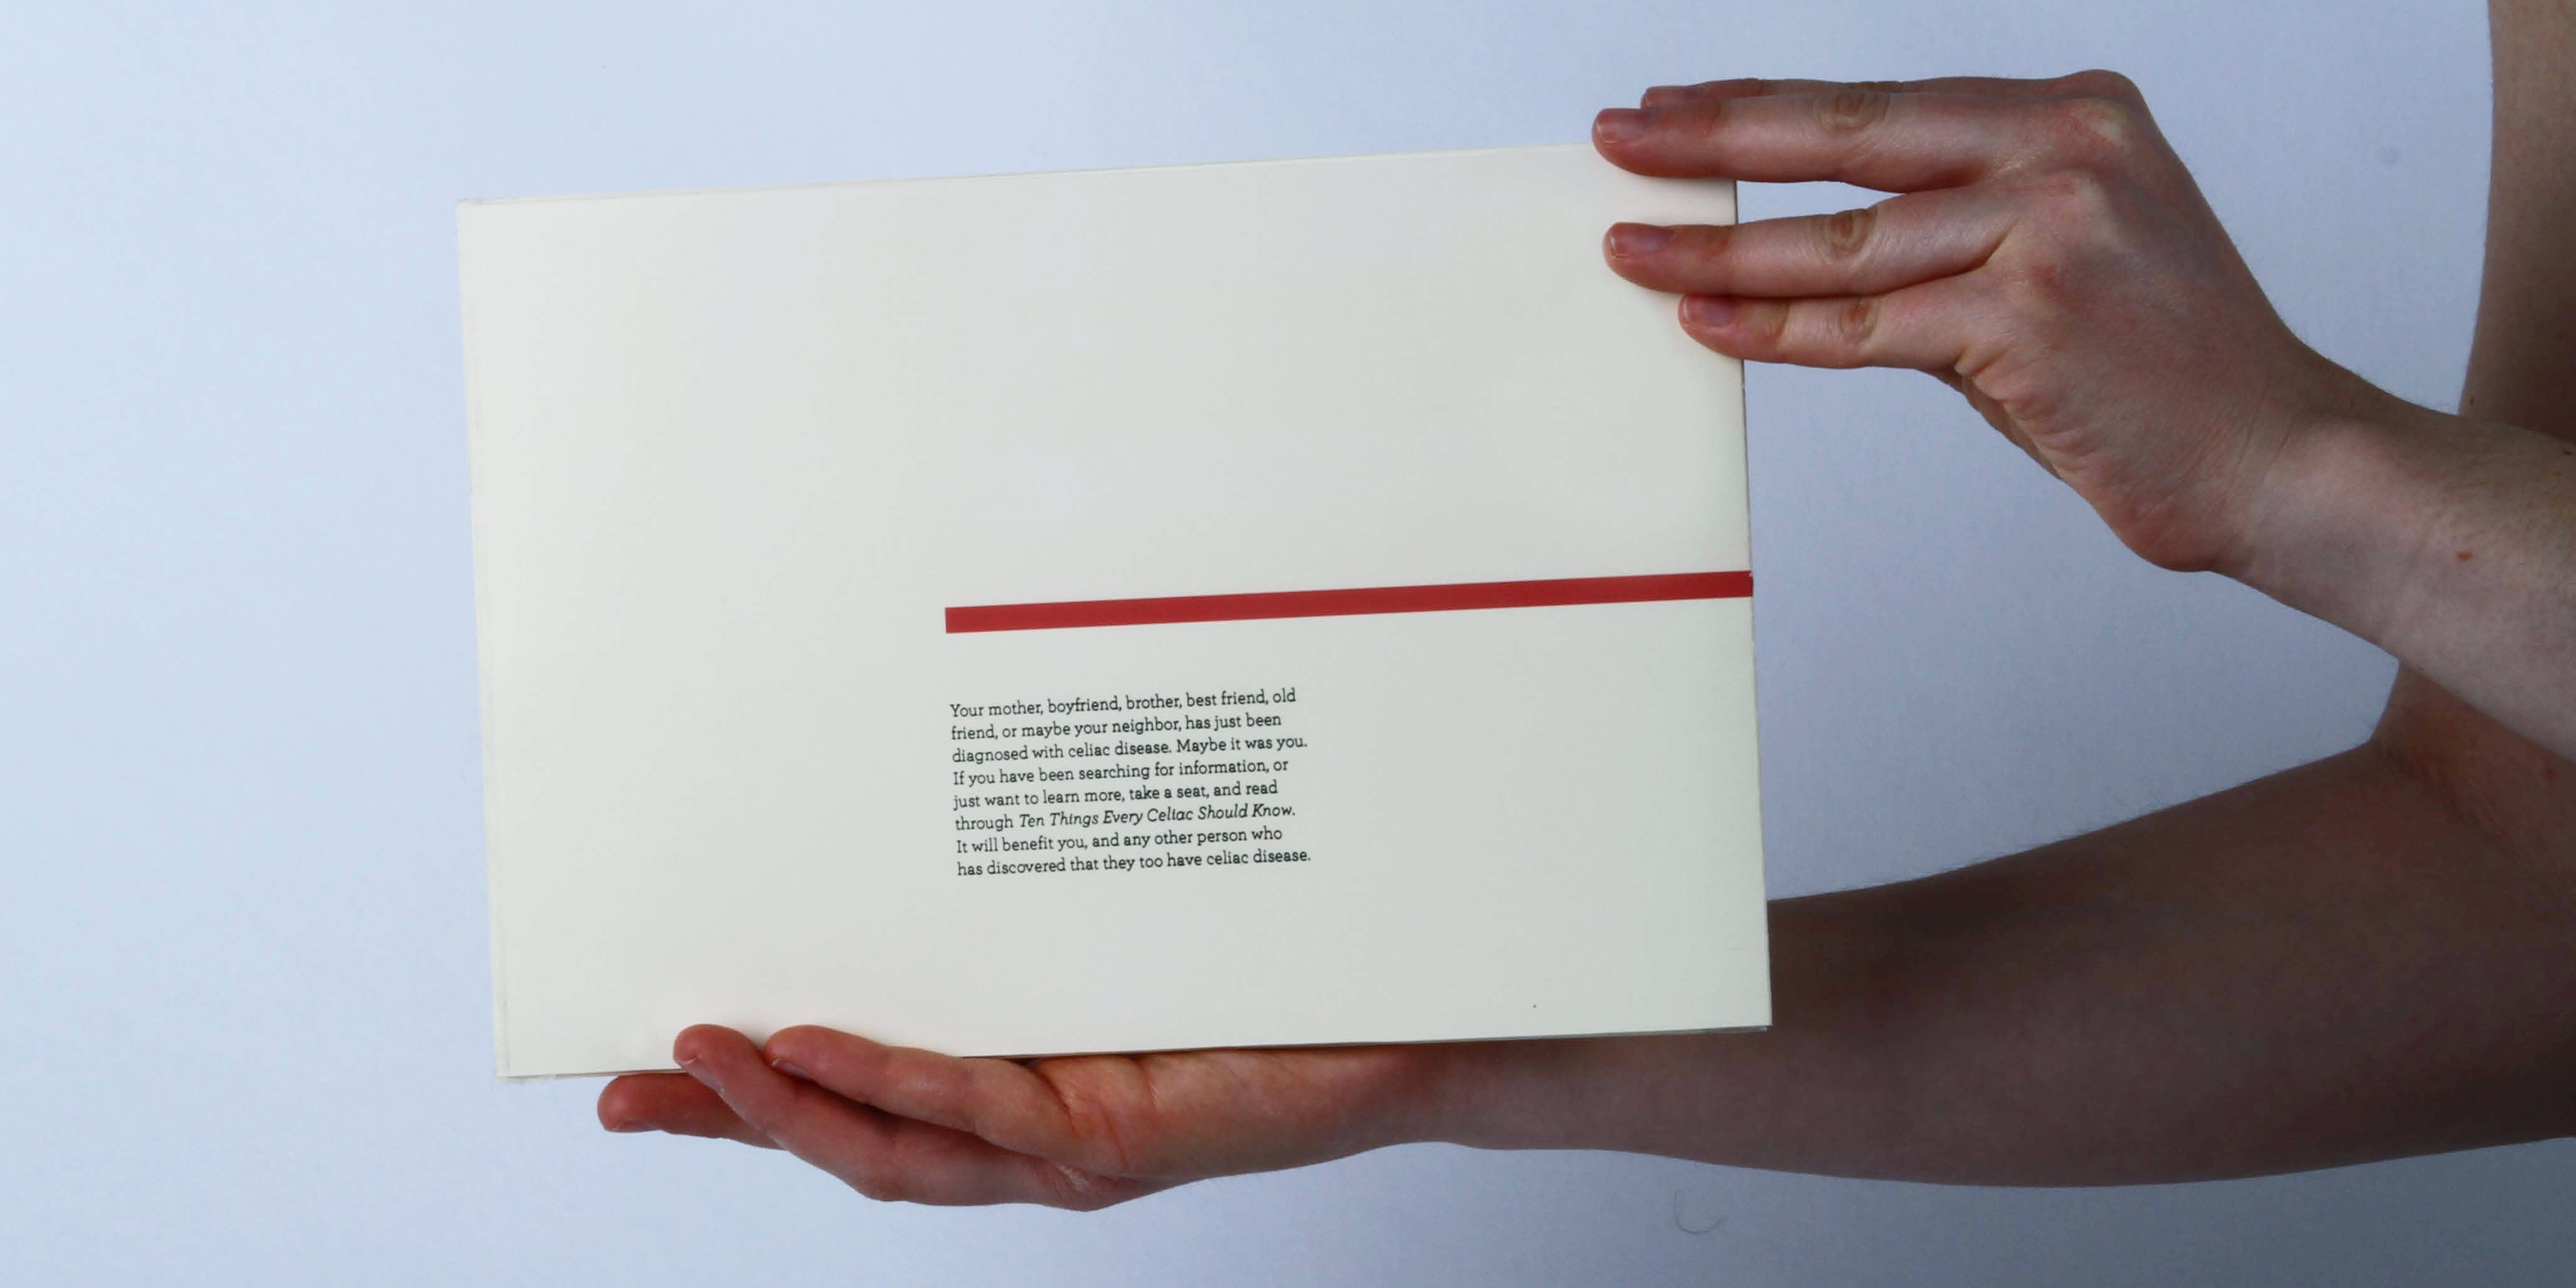 Your mother, boyfriend, brother, best friend, old
friend, or maybe your neighbor, has just been
diagnosed with celiac disease. Maybe it was you.
If you have been searching for information, or
just want to learn more, take a seat, and read
through Ten Things Every Celiac Should Know.
It will benefit you, and any other person who
has discovered that they too have celiac disease.